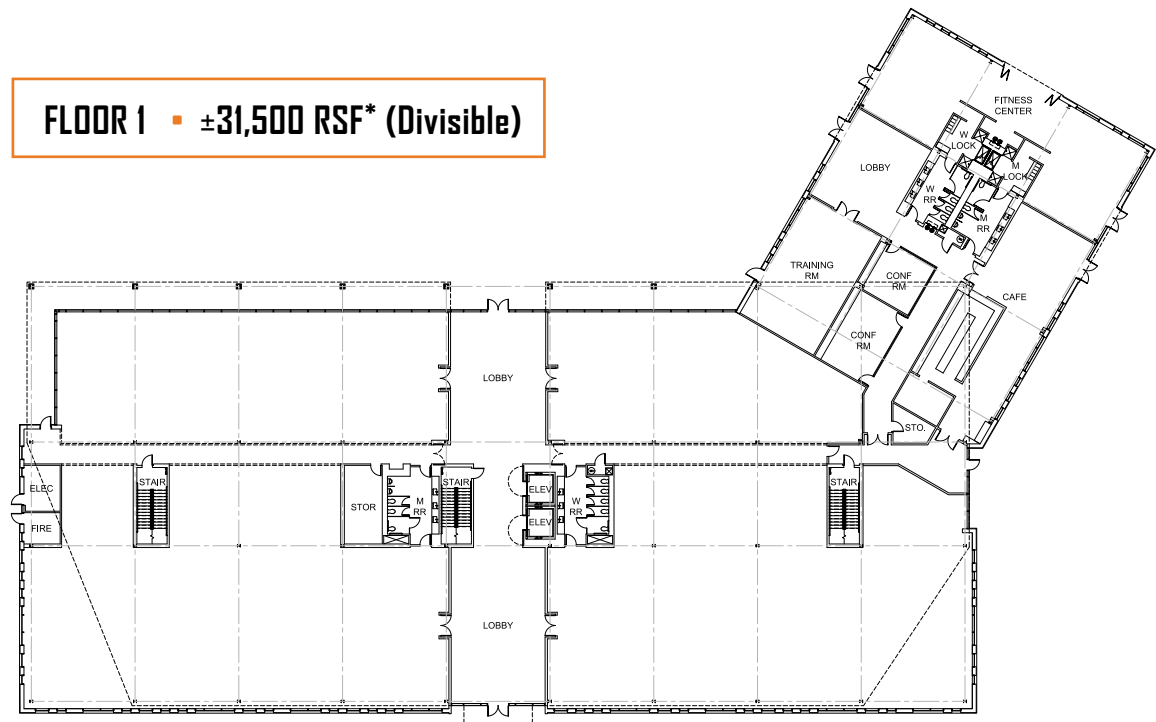 FLOOR 1 ▪ ±31,500 RSF* (Divisible)
FITNESS
CENTER
W
LOCK
M
LOCK
LOBBY
W
RR
M
RR
TRAINING
RM
CONF
RM
CAFE
CONF
RM
LOBBY
STO.
ELEC
STAIR
STOR
M
RR
STAIR
ELEV
W
RR
STAIR
FIRE
ELEV
LOBBY